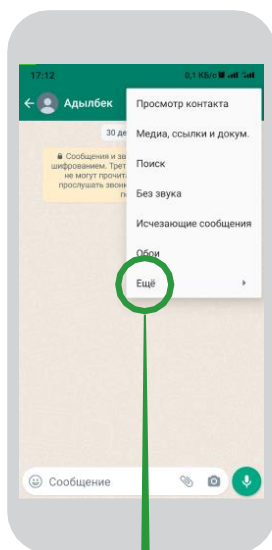 17:12 0,1 КБ/с
Адылбек
Просмотр контакта
30 де
Медиа, ссылки и докум.
Сообщения и зв
шифрованием. Трет
не могут прочита
прослушать звон
Поиск
Без звука
Исчезающие сообщения
Обои
Ещё
Сообщение